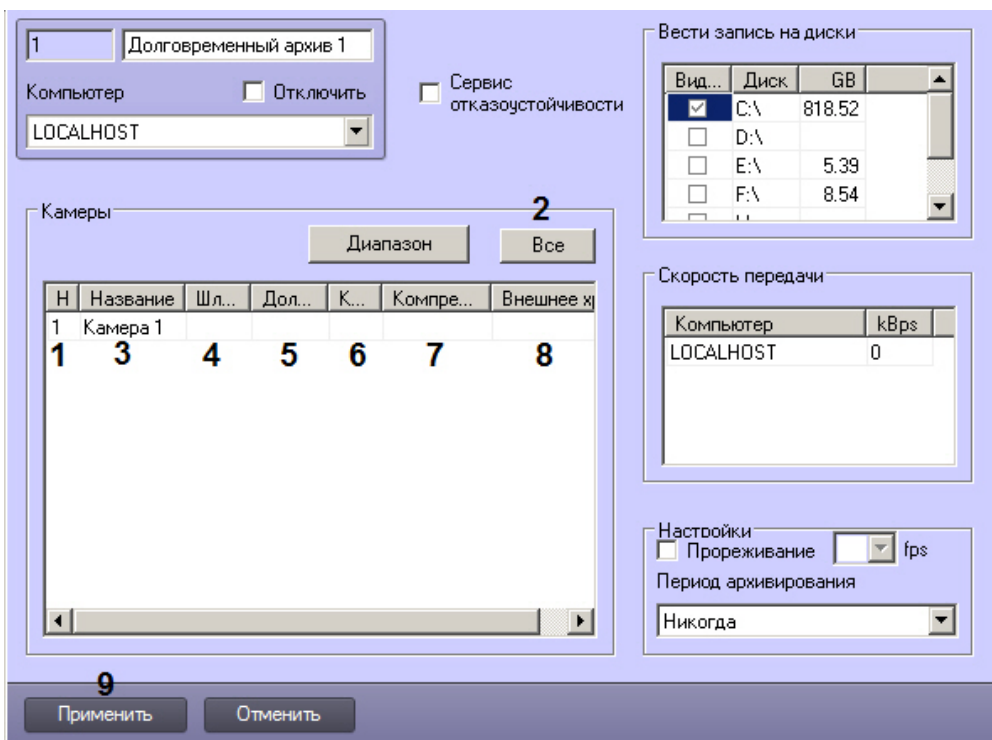 1 Долговременный архив 1
Компьютер Отключить
LOCALHOST
Сервис
отказоустойчивости
Вести запись на диски
Вид... Диск GB
C:\ 818.52
D:\
E:\ 5.39
F:\ 8.54
Камеры
2
Диапазон Все
Н Название Шл... Дол... К... Компре... Внешнее х
1 Камера 1
1 3 4 5 6 7 8
Скорость передачи
Компьютер kBps
LOCALHOST 0
Настройки
Прореживание fps
Период архивирования
Никогда
9
Применить Отменить